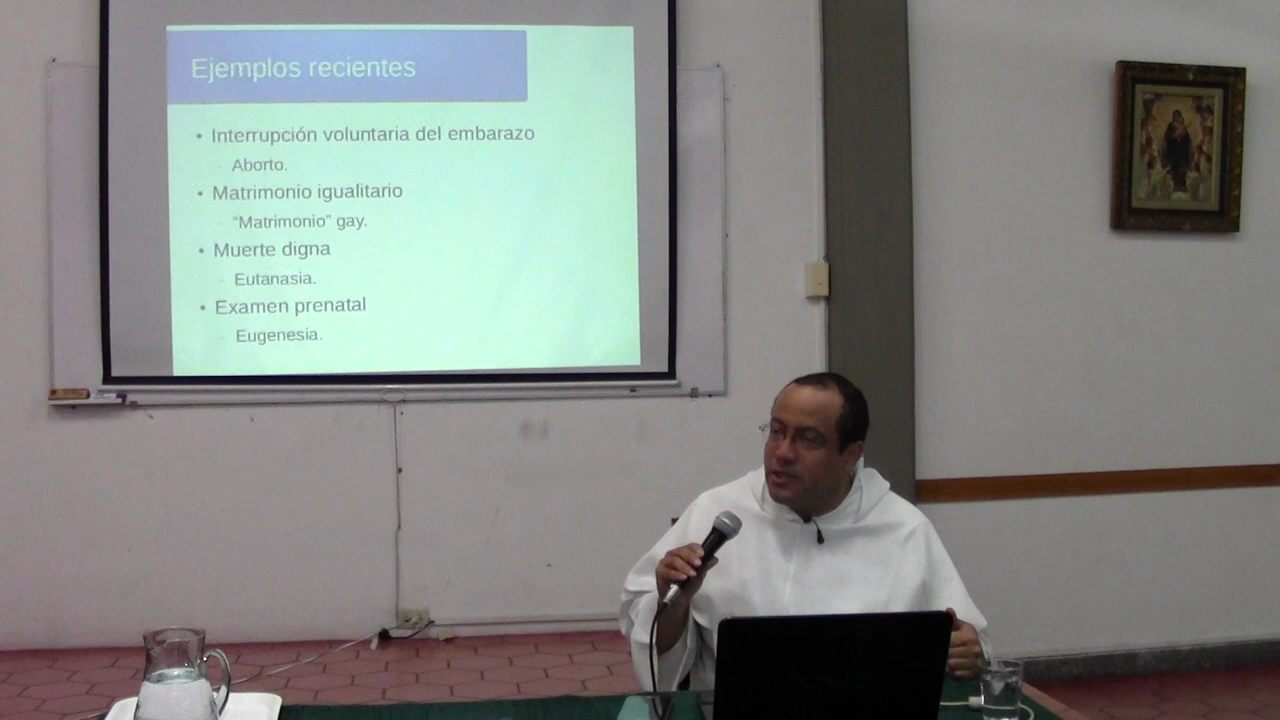 Ejemplos recientes
• Interrupción voluntaria del embarazo
- Aborto.
• Matrimonio igualitario
- “Matrimonio” gay.
• Muerte digna
- Eutanasia.
• Examen prenatal
- Eugenesia.